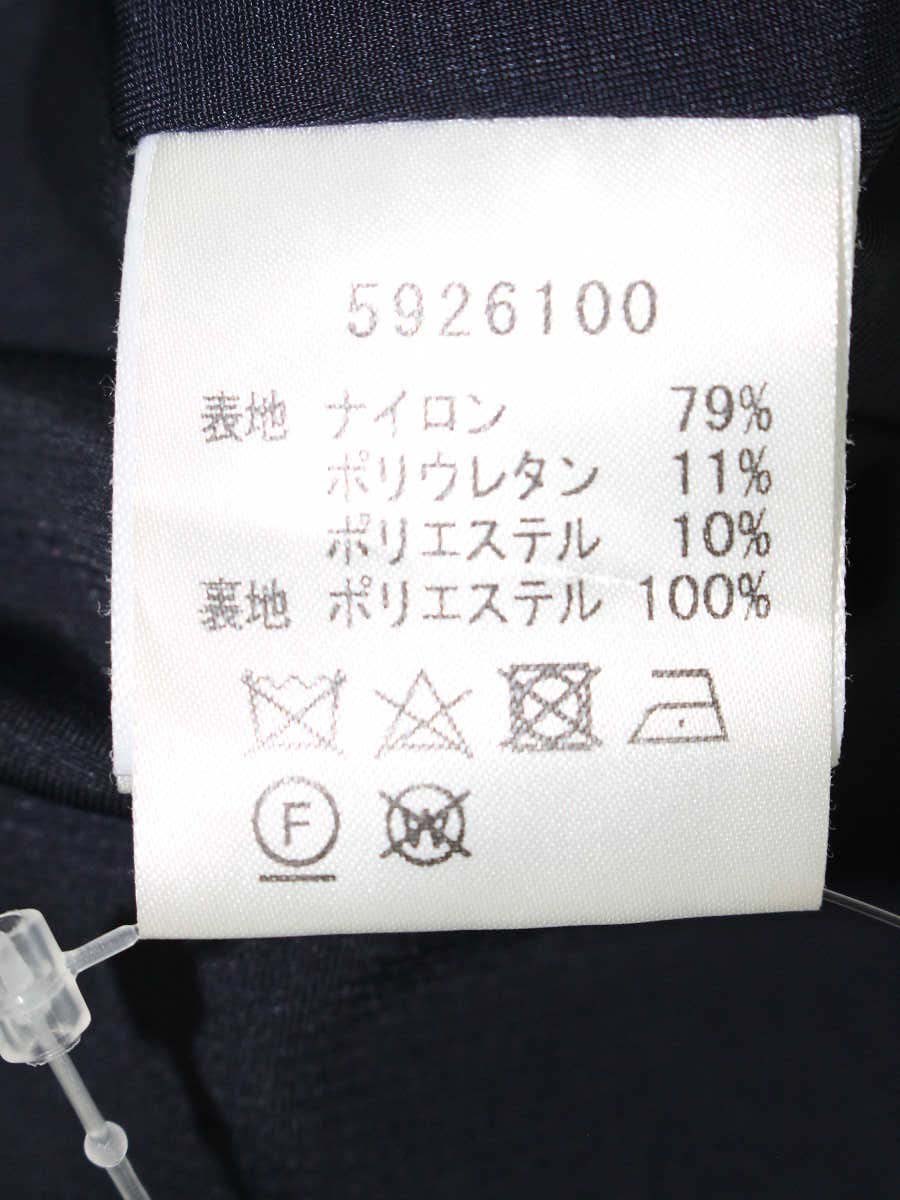 5926100
表地 ナイロン 79%
ポリウレタン 11%
ポリエステル 10%
裏地 ポリエステル 100%
F W